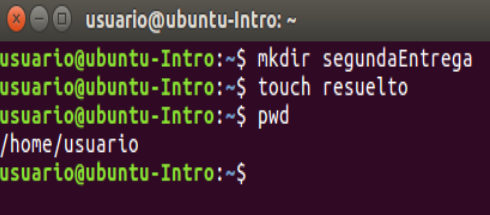 usuario@ubuntu-Intro: ~
usuario@ubuntu-Intro:~$ mkdir segundaEntrega
usuario@ubuntu-Intro:~$ touch resuelto
usuario@ubuntu-Intro:~$ pwd
/home/usuario
usuario@ubuntu-Intro:~$